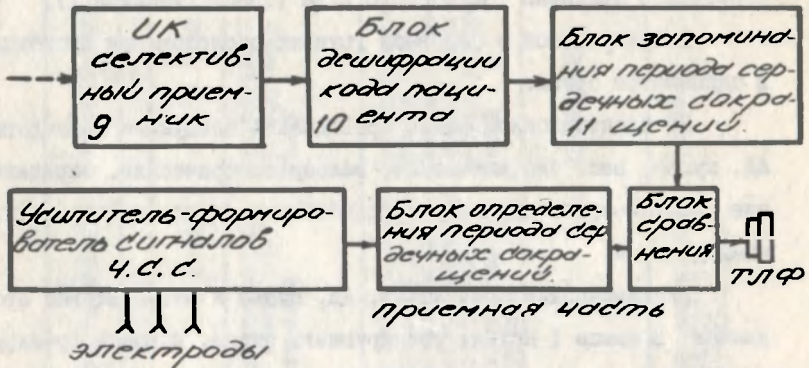 ИК
селектив-
ный прием-
9 ник
Блок
дешифрации
кода паци-
10 ента
Блок запомина-
ния периода сер-
дечных сокра-
11 щений.
Усилитель-формиро-
ватель сигналов
ч.с.с.
Блок определе-
ния периода сер
дечных сокра-
щений.
Блок
срав-
нения.
ТЛФ
приемная часть
электроды